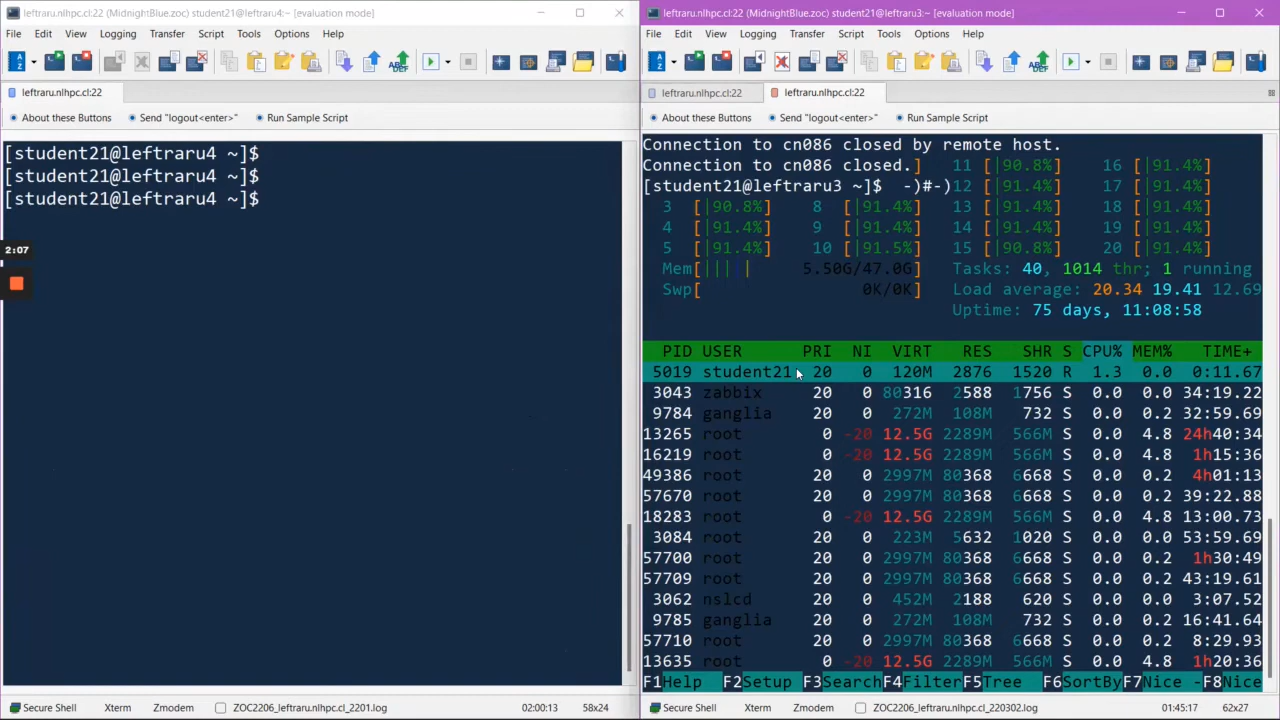 leftraru.nlhpc.cl:22 (MidnightBlue.zoc) student21@leftraru4:~ [evaluation mode]
File Edit View Logging Transfer Script Tools Options Help
leftraru.nlhpc.cl:22
About these Buttons Send "logout<enter>" Run Sample Script
[student21@leftraru4 ~]$
[student21@leftraru4 ~]$
[student21@leftraru4 ~]$
2:07
Secure Shell Xterm Zmodem ZOC2206_leftraru.nlhpc.cl_2201.log 02:00:13 58x24
leftraru.nlhpc.cl:22 (MidnightBlue.zoc) student21@leftraru3:~ [evaluation mode]
File Edit View Logging Transfer Script Tools Options Help
leftraru.nlhpc.cl:22 leftraru.nlhpc.cl:22
About these Buttons Send "logout<enter>" Run Sample Script
Connection to cn086 closed by remote host.
Connection to cn086 closed.] 11 [|90.8%] 16 [|91.4%]
[student21@leftraru3 ~]$ -)#-)12 [|91.4%] 17 [|91.4%]
3 [|90.8%] 8 [|91.4%] 13 [|90.8%] 18 [|91.4%]
4 [|91.4%] 9 [|91.4%] 14 [|91.4%] 19 [|91.4%]
5 [|91.4%] 10 [|91.5%] 15 [|90.8%] 20 [|91.4%]
Mem[||| | 5.50G/47.0G] Tasks: 40, 1014 thr; 1 running
Swp[ 0K/0K] Load average: 20.34 19.41 12.69
Uptime: 75 days, 11:08:58
PID USER PRI NI VIRT RES SHR S CPU% MEM% TIME+
5019 student21 20 0 120M 2876 1520 R 1.3 0.0 0:11.67
3043 zabbix 20 0 80316 2588 1756 S 0.0 0.0 34:19.22
9784 ganglia 20 0 272M 108M 732 S 0.0 0.2 32:59.69
13265 root 0 -20 12.5G 2289M 566M S 0.0 4.8 24h40:34
16219 root 0 -20 12.5G 2289M 566M S 0.0 4.8 1h15:36
49386 root 20 0 2997M 80368 6668 S 0.0 0.2 4h01:13
57670 root 20 0 2997M 80368 6668 S 0.0 0.2 39:22.88
18283 root 0 -20 12.5G 2289M 566M S 0.0 4.8 13:00.73
3084 root 20 0 223M 5632 1020 S 0.0 0.0 53:59.69
57700 root 20 0 2997M 80368 6668 S 0.0 0.2 1h30:49
57709 root 20 0 2997M 80368 6668 S 0.0 0.2 43:19.61
3062 nslcd 20 0 452M 2188 620 S 0.0 0.0 3:07.52
9785 ganglia 20 0 272M 108M 732 S 0.0 0.2 16:41.64
57710 root 20 0 2997M 80368 6668 S 0.0 0.2 8:29.93
13635 root 0 -20 12.5G 2289M 566M S 0.0 4.8 1h20:36
F1Help F2Setup F3SearchF4FilterF5Tree F6SortByF7Nice -F8Nice
Secure Shell Xterm Zmodem ZOC2206_leftraru.nlhpc.cl_220302.log 01:45:17 62x27